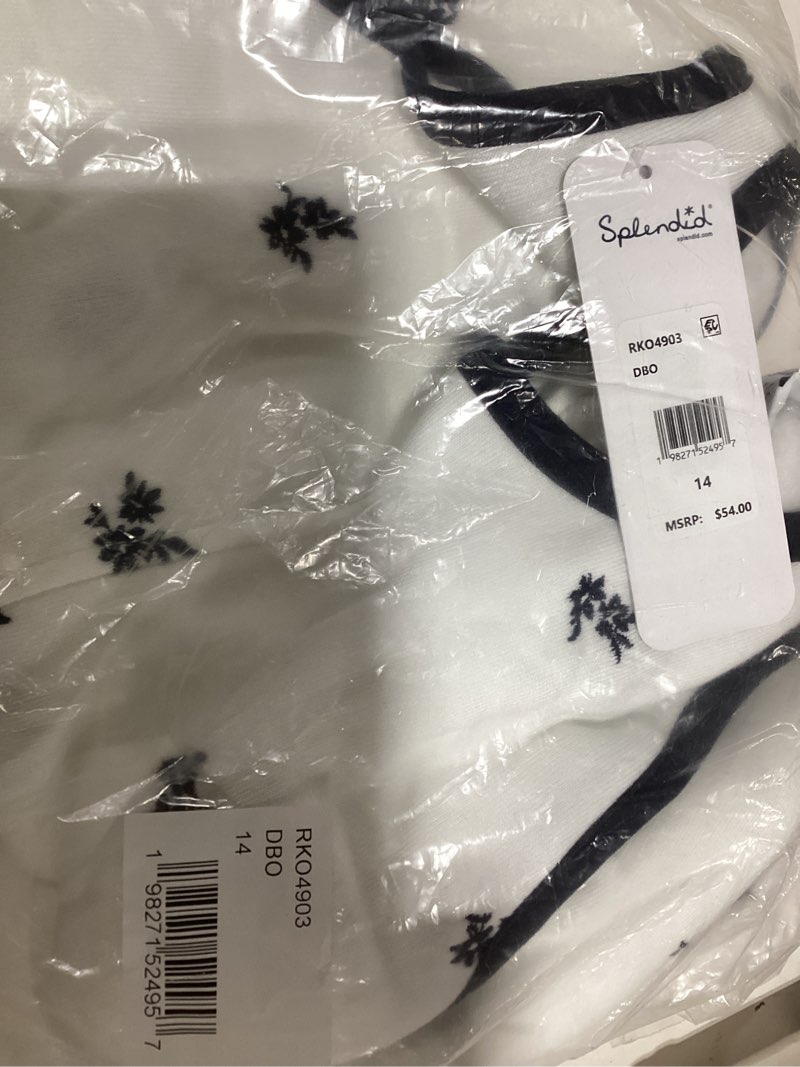 Splendid®
splendid.com
RKO4903
DBO
1 98271 52495 7
14
MSRP: $54.00
RKO4903
DBO
14
1 98271 52495 7